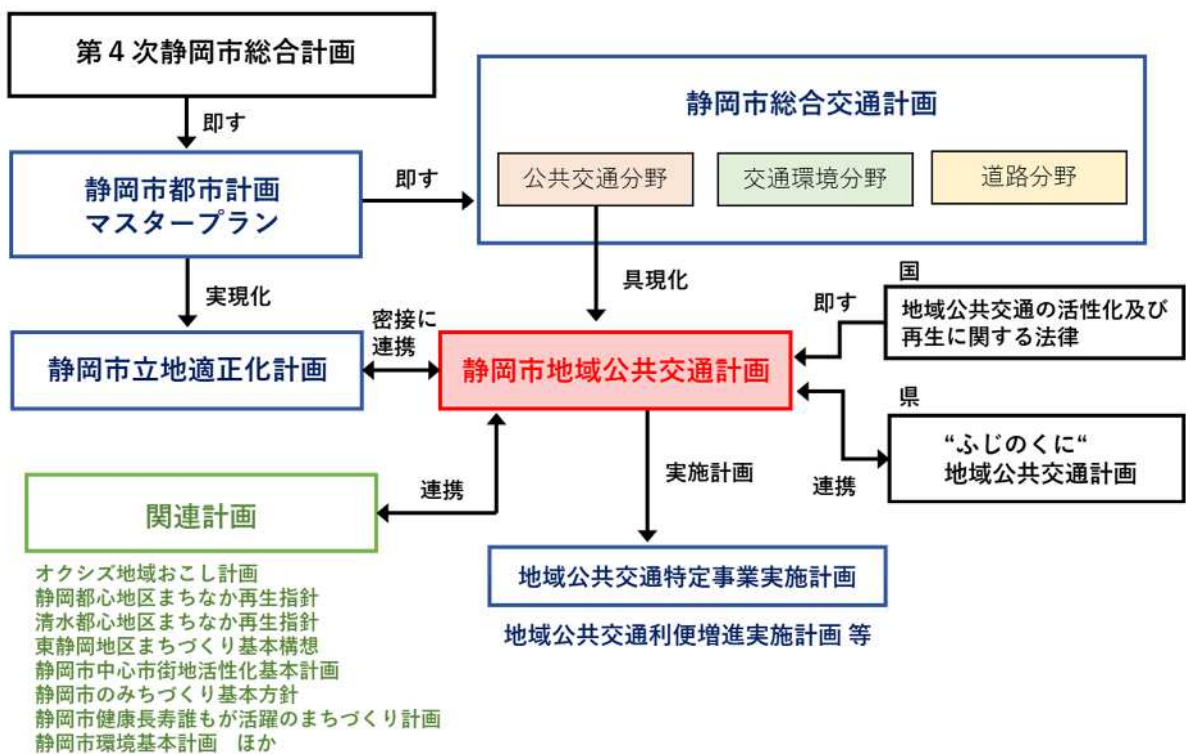 第4次静岡市総合計画
即す
静岡市都市計画
マスタープラン
即す
静岡市総合交通計画
公共交通分野
交通環境分野
道路分野
実現化
具現化
静岡市立地適正化計画
密接に
連携
静岡市地域公共交通計画
即す
国
地域公共交通の活性化及び
再生に関する法律
県
“ふじのくに“
地域公共交通計画
連携
関連計画
連携
実施計画
オクシズ地域おこし計画
静岡都心地区まちなか再生指針
清水都心地区まちなか再生指針
東静岡地区まちづくり基本構想
静岡市中心市街地活性化基本計画
静岡市のみちづくり基本方針
静岡市健康長寿誰もが活躍のまちづくり計画
静岡市環境基本計画 ほか
地域公共交通特定事業実施計画
地域公共交通利便増進実施計画 等